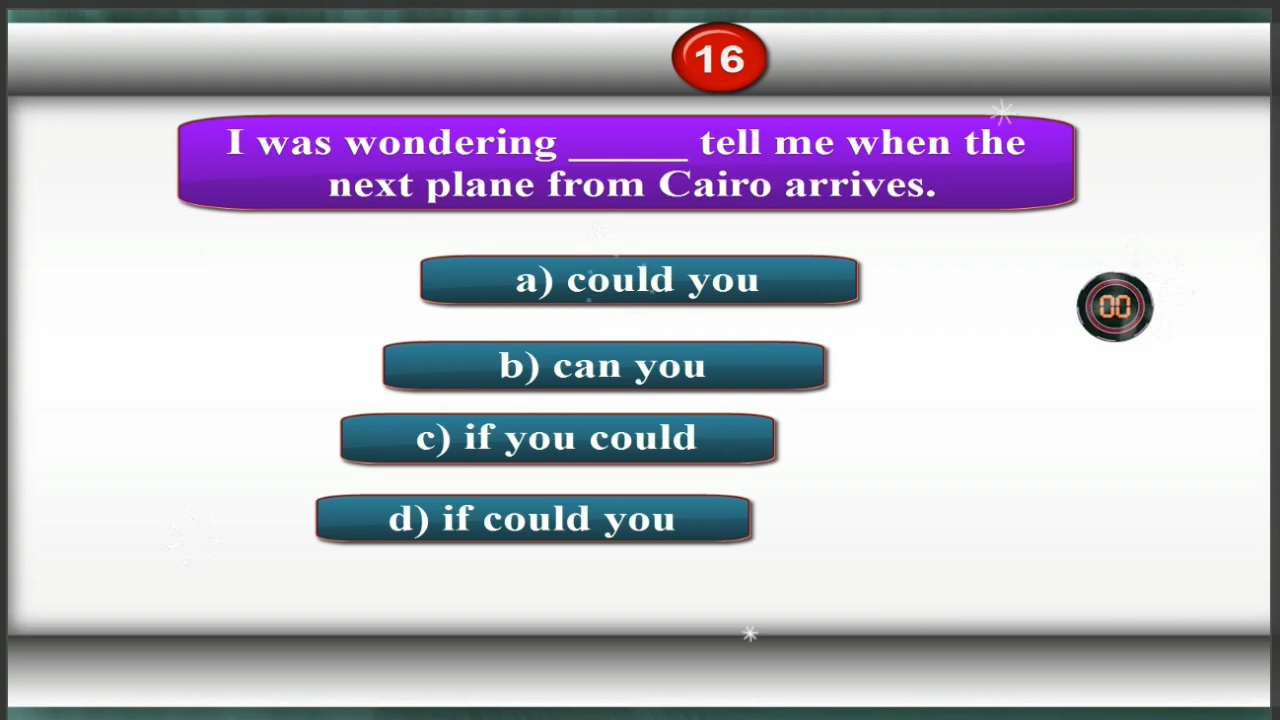 16
I was wondering ______ tell me when the
next plane from Cairo arrives.
a) could you
00
b) can you
c) if you could
d) if could you